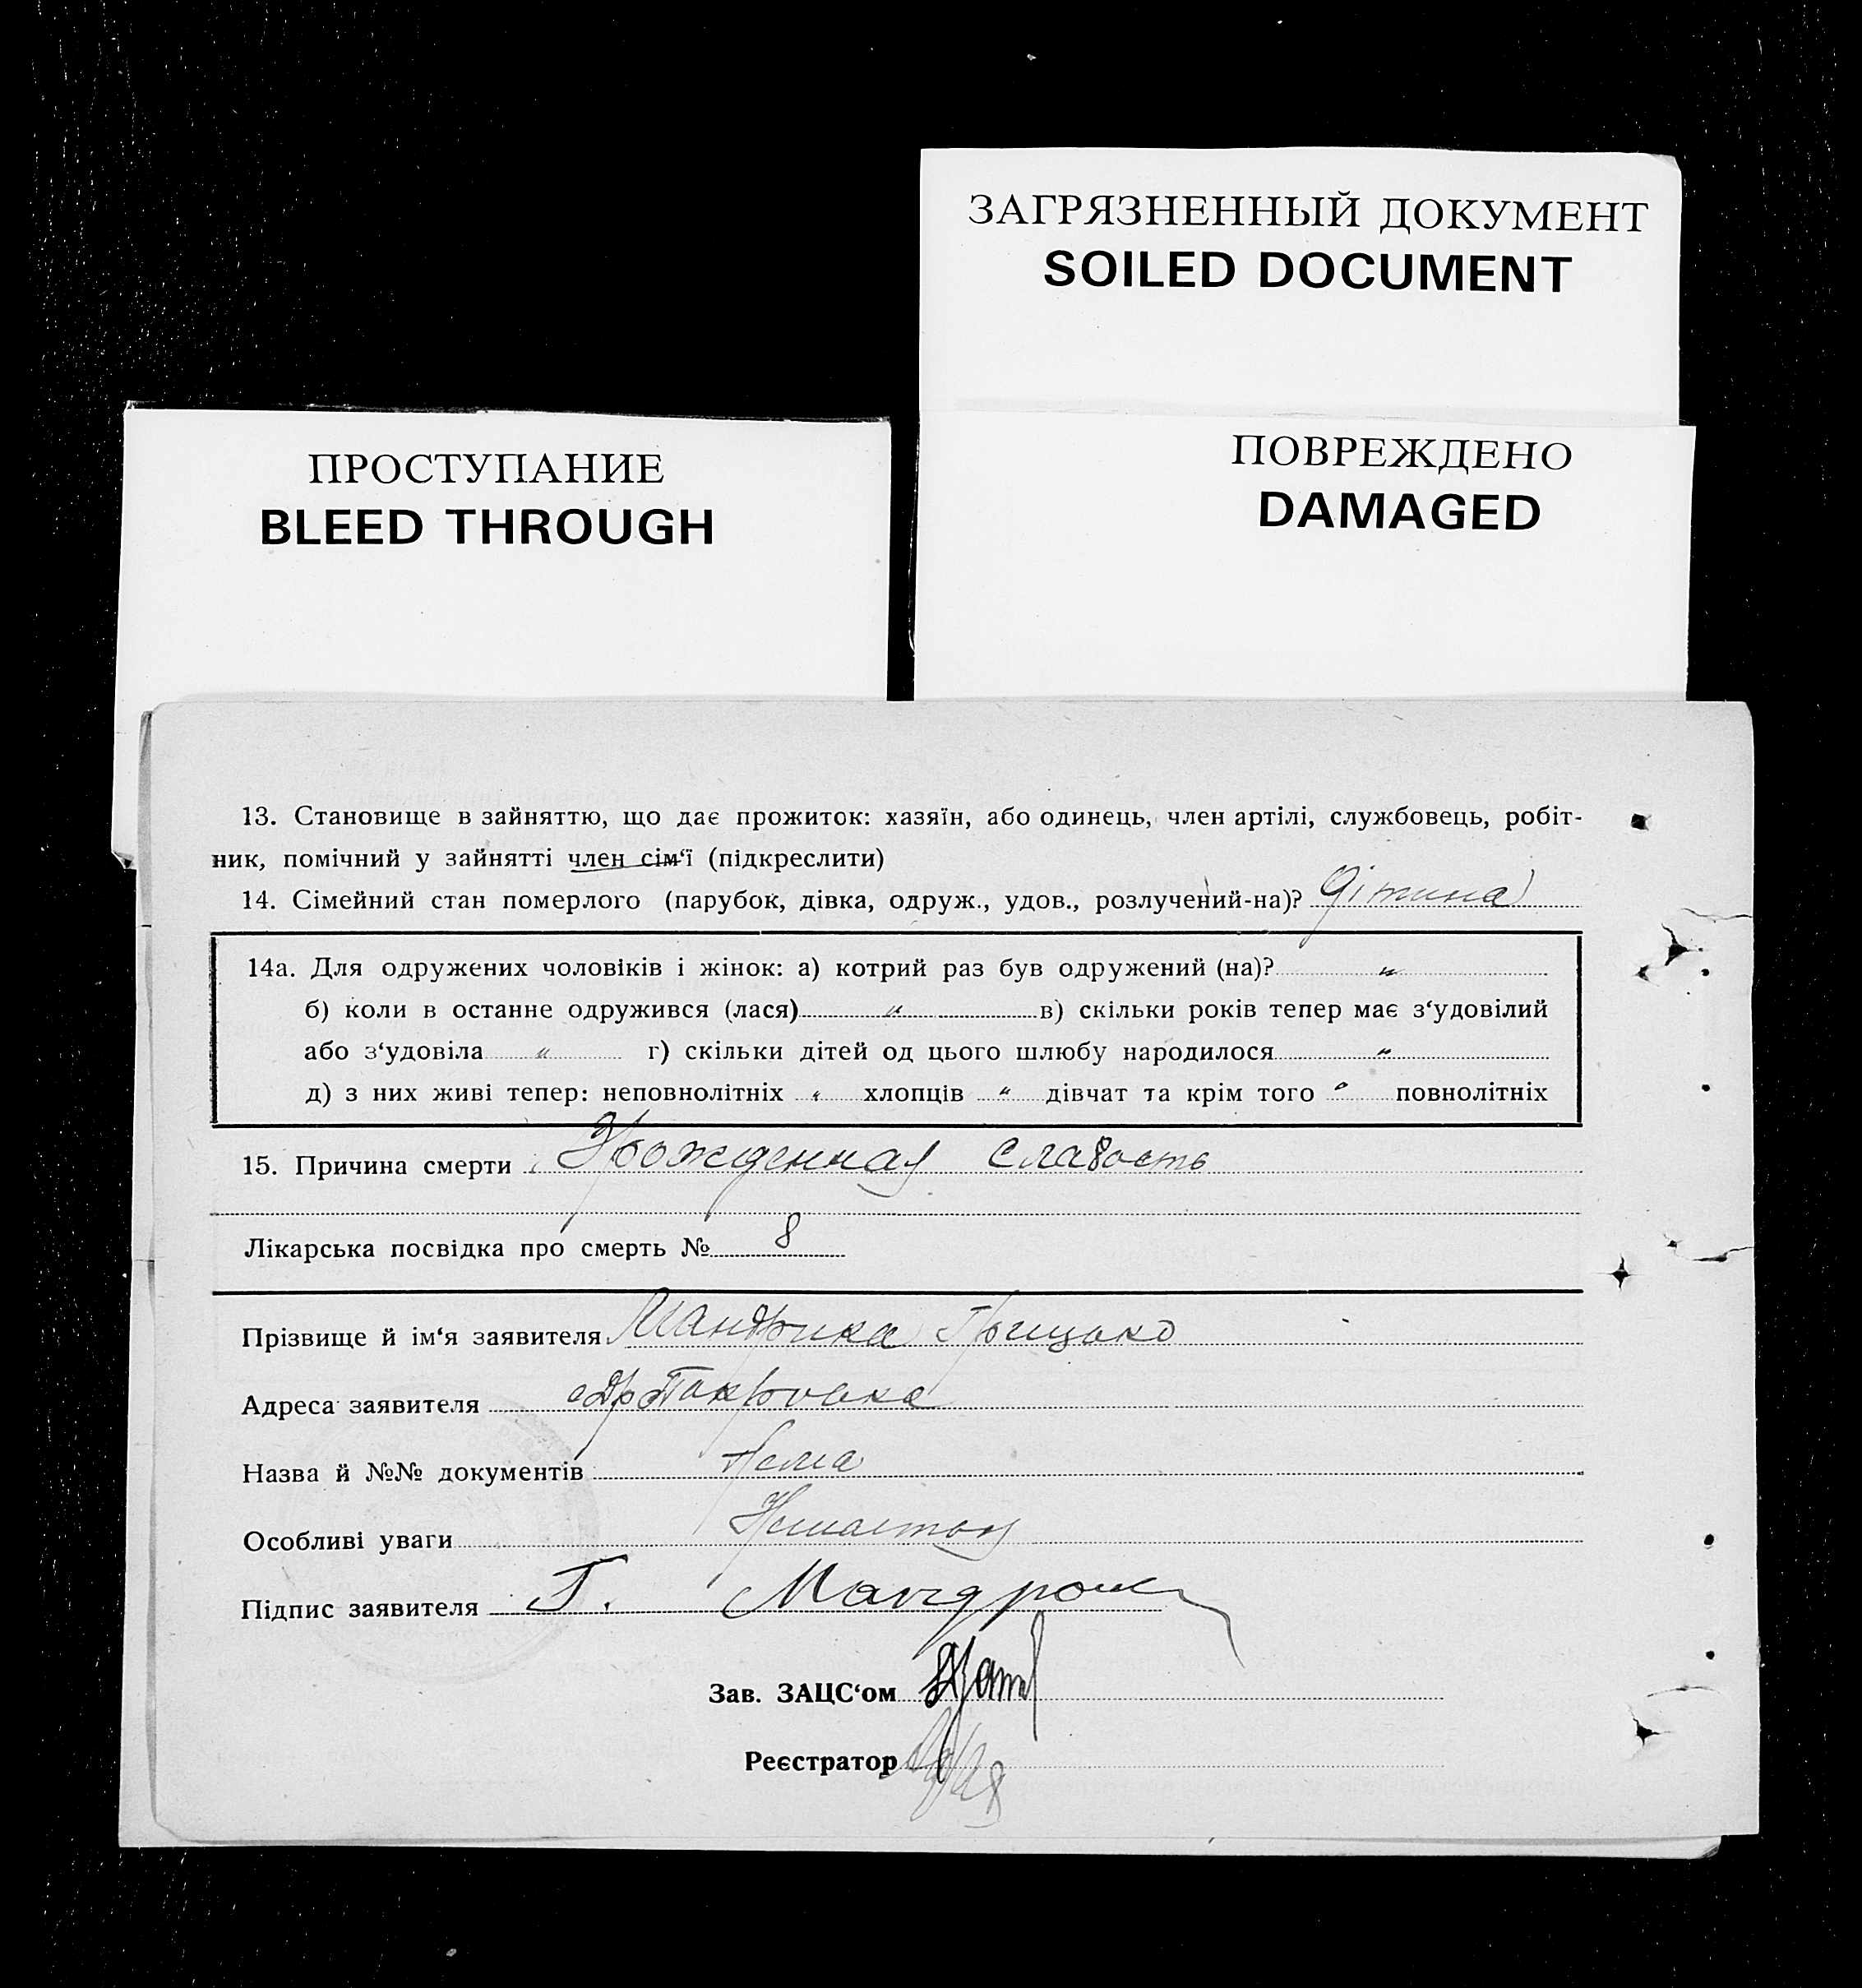 ЗАГРЯЗНЕННЫЙ ДОКУМЕНТ
SOILED DOCUMENT
ПРОСТУПАНИЕ
BLEED THROUGH
ПОВРЕЖДЕНО
DAMAGED
13. Становище в зайняттю, що дає прожиток: хазяїн, або одинець, член артілі, службовець, робіт-
ник, помічний у зайнятті член сім‘ї (підкреслити)
14. Сімейний стан померлого (парубок, дівка, одруж., удов., розлучений-на)? дітина
14а. Для одружених чоловіків і жінок: а) котрий раз був одружений (на)? „
б) коли в останне одружився (лася) „ в) скільки років тепер має з‘удовілий
або з‘удовіла „ г) скільки дітей од цього шлюбу народилося „
д) з них живі тепер: неповнолітніх „ хлопців „ дівчат та крім того „ повнолітніх
15. Причина смерти Урожденная слабость
Лікарська посвідка про смерть № 8
Прізвище й ім‘я заявителя Мандрика Грицько
Адреса заявителя
Назва й №№ документів Нема
Особливі уваги
Підпис заявителя Г.
Зав. ЗАЦС‘ом
Реєстратор